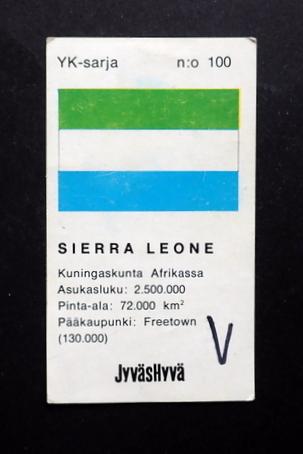 YK-sarja n:o 100
SIERRA LEONE
Kuningaskunta Afrikassa
Asukasluku: 2.500.000
Pinta-ala: 72.000 km²
Pääkaupunki: Freetown
(130.000)
V
JyväsHyvä